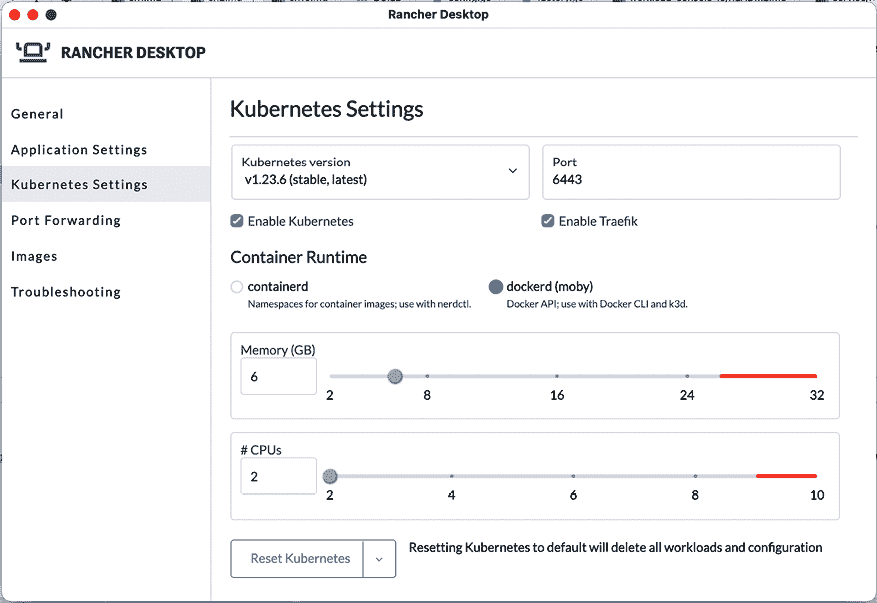 Rancher Desktop
RANCHER DESKTOP
General
Application Settings
Kubernetes Settings
Port Forwarding
Images
Troubleshooting
Kubernetes Settings
Kubernetes version
v1.23.6 (stable, latest)
Port
6443
Enable Kubernetes
Enable Traefik
Container Runtime
containerd
Namespaces for container images; use with nerdctl.
dockerd (moby)
Docker API; use with Docker CLI and k3d.
Memory (GB)
6
2 8 16 24 32
# CPUs
2
2 4 6 8 10
Reset Kubernetes
Resetting Kubernetes to default will delete all workloads and configuration